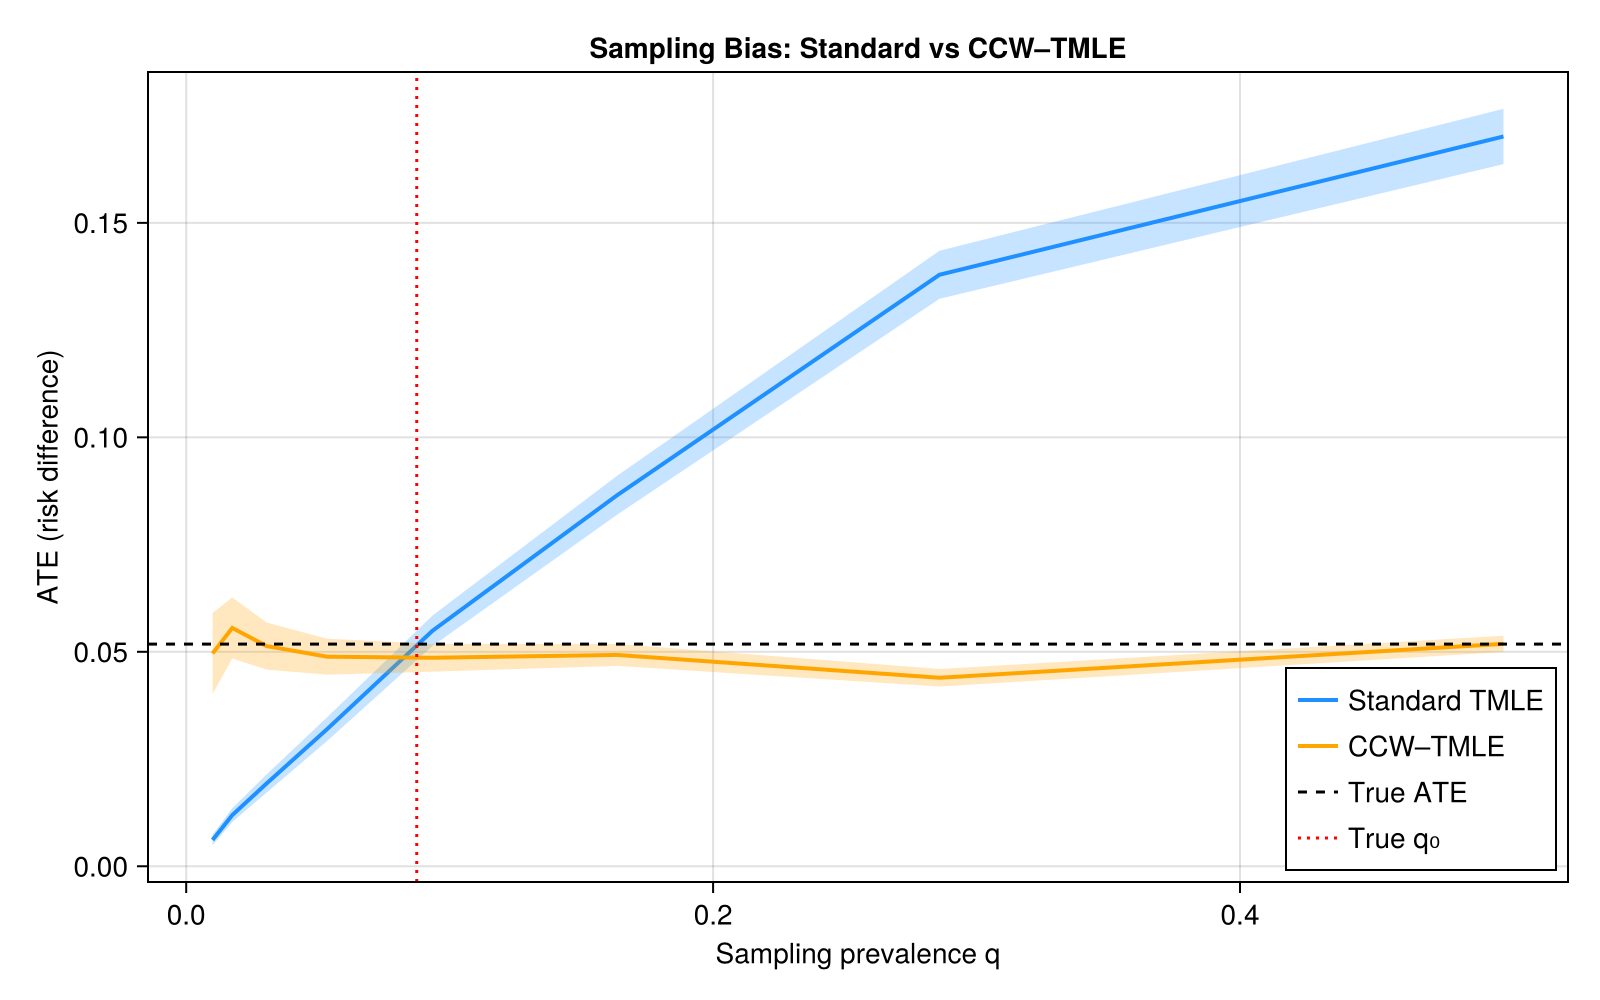 Sampling Bias: Standard vs CCW–TMLE
ATE (risk difference)
0.15
0.10
0.05
0.00
0.0
0.2
0.4
Sampling prevalence q
Standard TMLE
CCW–TMLE
True ATE
True q₀